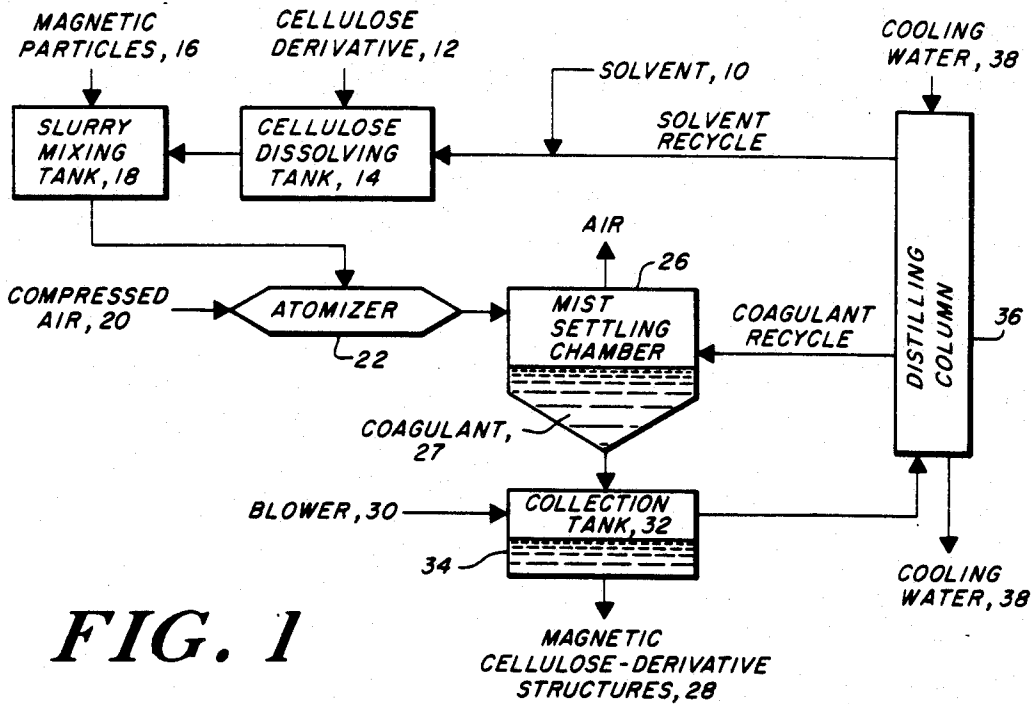 MAGNETIC
PARTICLES, 16
CELLULOSE
DERIVATIVE, 12
SOLVENT, 10
COOLING
WATER, 38
SLURRY
MIXING
TANK, 18
CELLULOSE
DISSOLVING
TANK, 14
SOLVENT
RECYCLE
AIR
26
COMPRESSED
AIR, 20
ATOMIZER
22
MIST
SETTLING
CHAMBER
COAGULANT
RECYCLE
DISTILLING
COLUMN
36
COAGULANT,
27
BLOWER, 30
COLLECTION
TANK, 32
34
COOLING
WATER, 38
MAGNETIC
CELLULOSE-DERIVATIVE
STRUCTURES, 28
FIG. 1